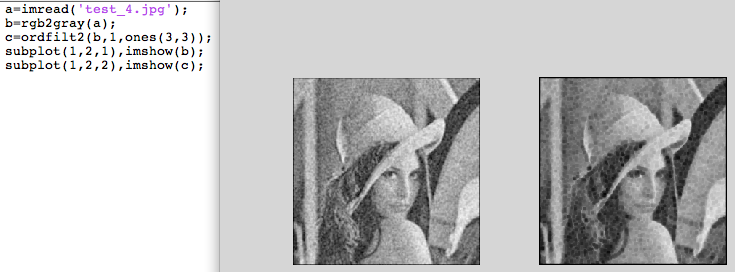 a=imread('test_4.jpg');
b=rgb2gray(a);
c=ordfilt2(b,1,ones(3,3));
subplot(1,2,1),imshow(b);
subplot(1,2,2),imshow(c);